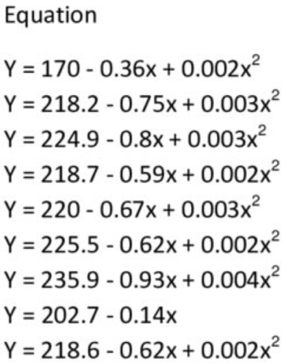 Equation
Y = 170 - 0.36x + 0.002x²
Y = 218.2 - 0.75x + 0.003x²
Y = 224.9 - 0.8x + 0.003x²
Y = 218.7 - 0.59x + 0.002x²
Y = 220 - 0.67x + 0.003x²
Y = 225.5 - 0.62x + 0.002x²
Y = 235.9 - 0.93x + 0.004x²
Y = 202.7 - 0.14x
Y = 218.6 - 0.62x + 0.002x²